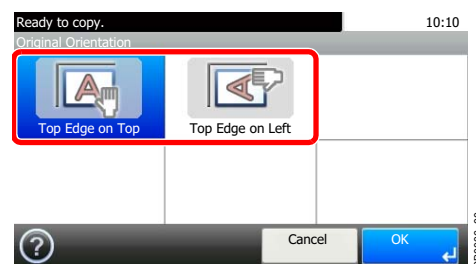 Ready to copy. 10:10
Original Orientation
A A
Top Edge on Top Top Edge on Left
? Cancel OK